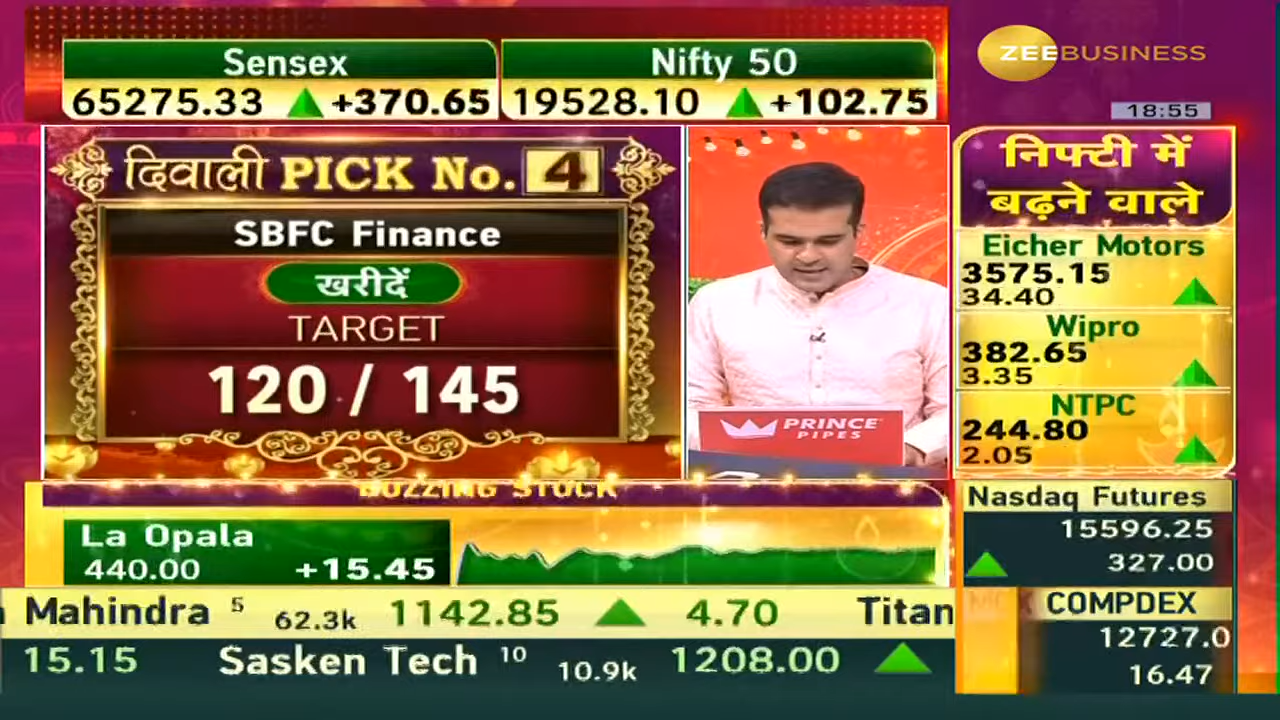 Sensex
65275.33 +370.65
Nifty 50
19528.10 +102.75
ZEEBUSINESS
18:55
दिवाली PICK No. 4
SBFC Finance
खरीदें
TARGET
120 / 145
PRINCE
PIPES
निफ्टी में
बढ़ने वाले
Eicher Motors
3575.15
34.40
Wipro
382.65
3.35
NTPC
244.80
2.05
BUZZING STOCK
La Opala
440.00 +15.45
Nasdaq Futures
15596.25
327.00
COMPDEX
12727.0
16.47
Mahindra 5 62.3k 1142.85 4.70 Titan
15.15 Sasken Tech 10 10.9k 1208.00